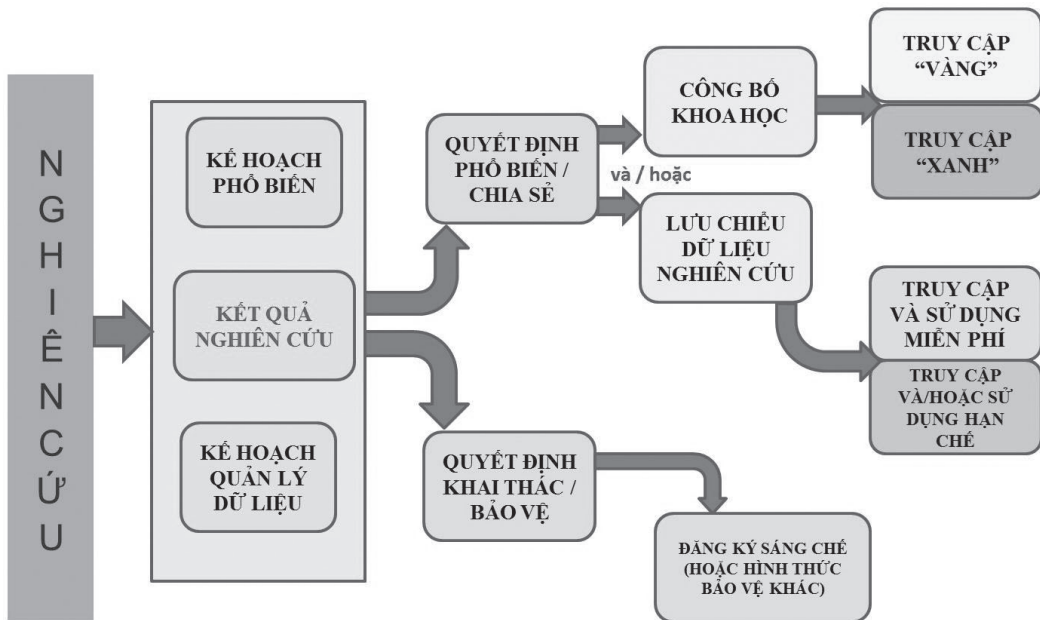 NGHIÊN CỨU
KẾ HOẠCH
PHỔ BIẾN
KẾT QUẢ
NGHIÊN CỨU
KẾ HOẠCH
QUẢN LÝ
DỮ LIỆU
QUYẾT ĐỊNH
PHỔ BIẾN /
CHIA SẺ
và / hoặc
CÔNG BỐ
KHOA HỌC
TRUY CẬP
“VÀNG”
TRUY CẬP
“XANH”
LƯU CHIỂU
DỮ LIỆU
NGHIÊN CỨU
TRUY CẬP
VÀ SỬ DỤNG
MIỄN PHÍ
TRUY CẬP
VÀ/HOẶC SỬ
DỤNG HẠN
CHẾ
QUYẾT ĐỊNH
KHAI THÁC /
BẢO VỆ
ĐĂNG KÝ SÁNG CHẾ
(HOẶC HÌNH THỨC
BẢO VỆ KHÁC)